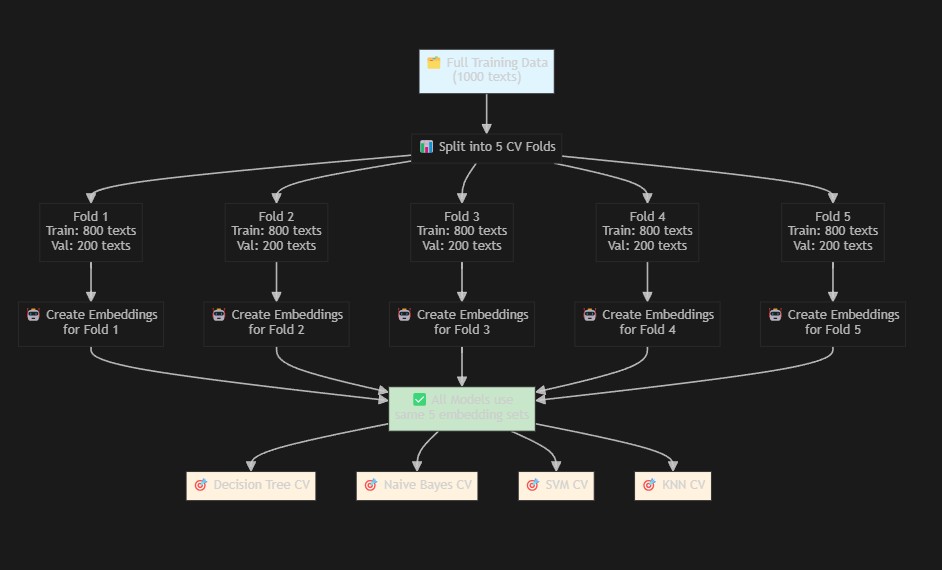 Full Training Data
(1000 texts)
Split into 5 CV Folds
Fold 1
Train: 800 texts
Val: 200 texts
Fold 2
Train: 800 texts
Val: 200 texts
Fold 3
Train: 800 texts
Val: 200 texts
Fold 4
Train: 800 texts
Val: 200 texts
Fold 5
Train: 800 texts
Val: 200 texts
Create Embeddings
for Fold 1
Create Embeddings
for Fold 2
Create Embeddings
for Fold 3
Create Embeddings
for Fold 4
Create Embeddings
for Fold 5
All Models use
same 5 embedding sets
Decision Tree CV
Naive Bayes CV
SVM CV
KNN CV